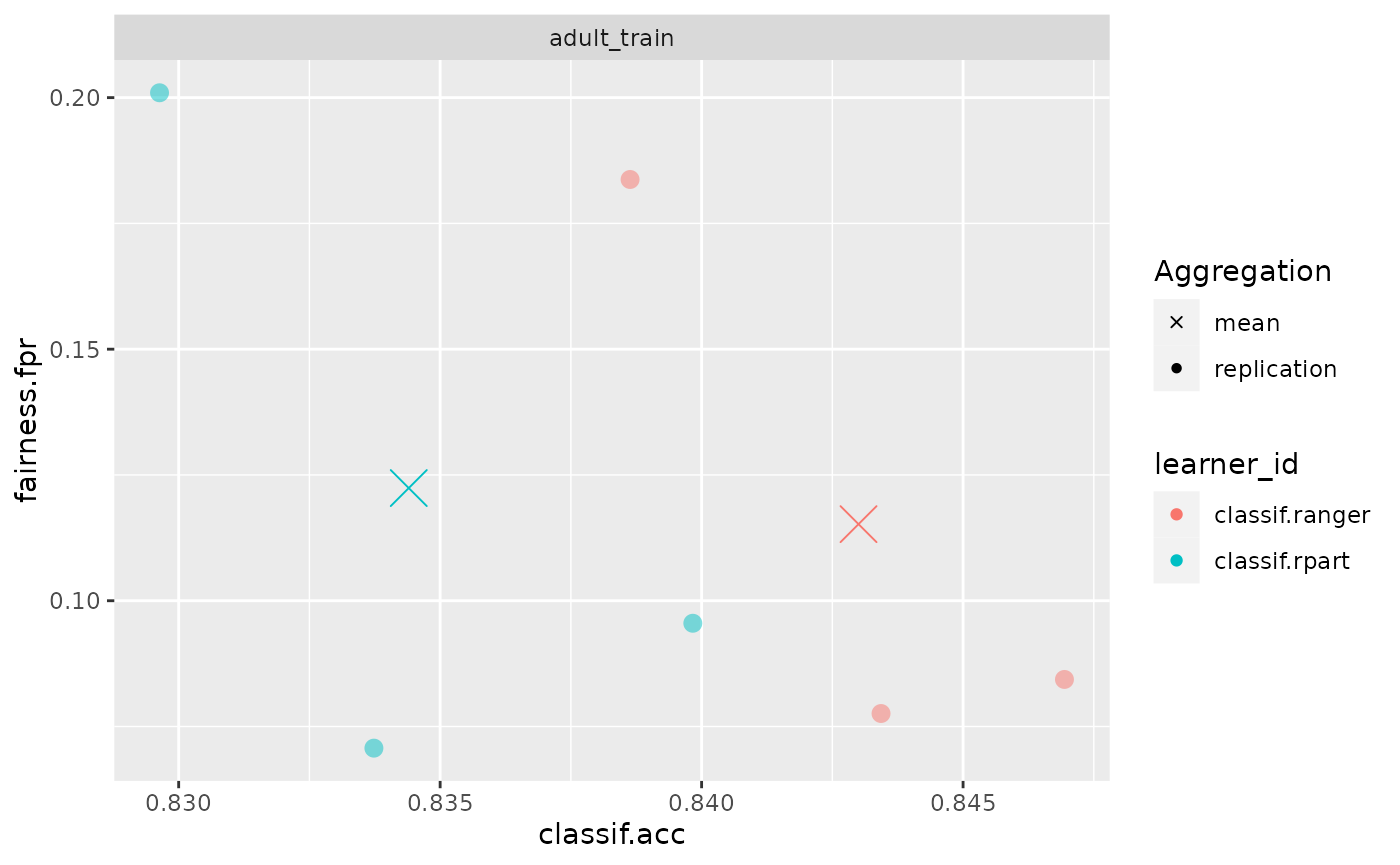 adult_train
0.20
0.15
0.10
fairness.fpr
0.830
0.835
0.840
0.845
classif.acc
Aggregation
mean
replication
learner_id
classif.ranger
classif.rpart